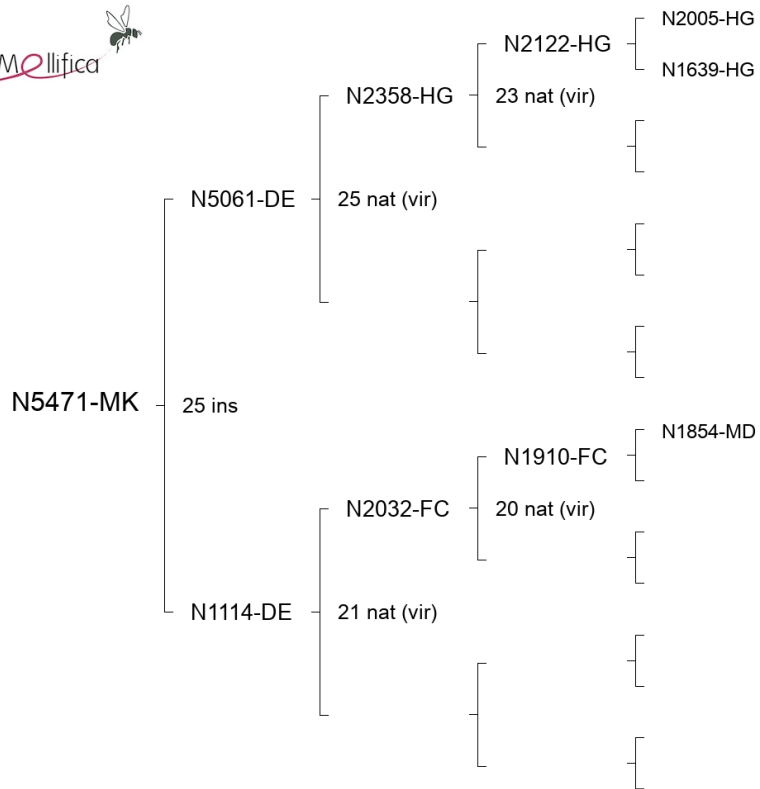 Mellifica
N2005-HG
N2122-HG
N1639-HG
N2358-HG
23 nat (vir)
N5061-DE
25 nat (vir)
N5471-MK
25 ins
N1854-MD
N1910-FC
N2032-FC
20 nat (vir)
N1114-DE
21 nat (vir)